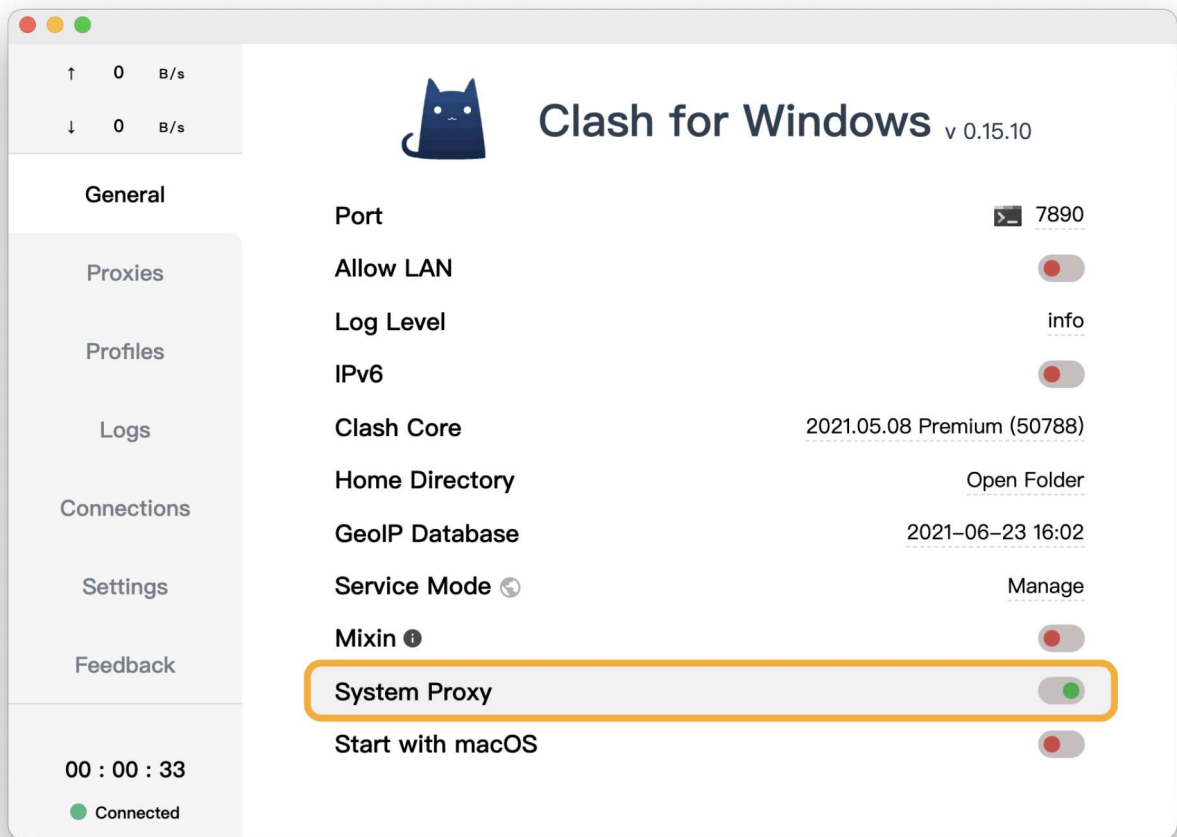 ↑ 0 B/s
↓ 0 B/s
General
Proxies
Profiles
Logs
Connections
Settings
Feedback
00 : 00 : 33
Connected
Clash for Windows v 0.15.10
Port 7890
Allow LAN
Log Level info
IPv6
Clash Core 2021.05.08 Premium (50788)
Home Directory Open Folder
GeoIP Database 2021-06-23 16:02
Service Mode Manage
Mixin
System Proxy
Start with macOS